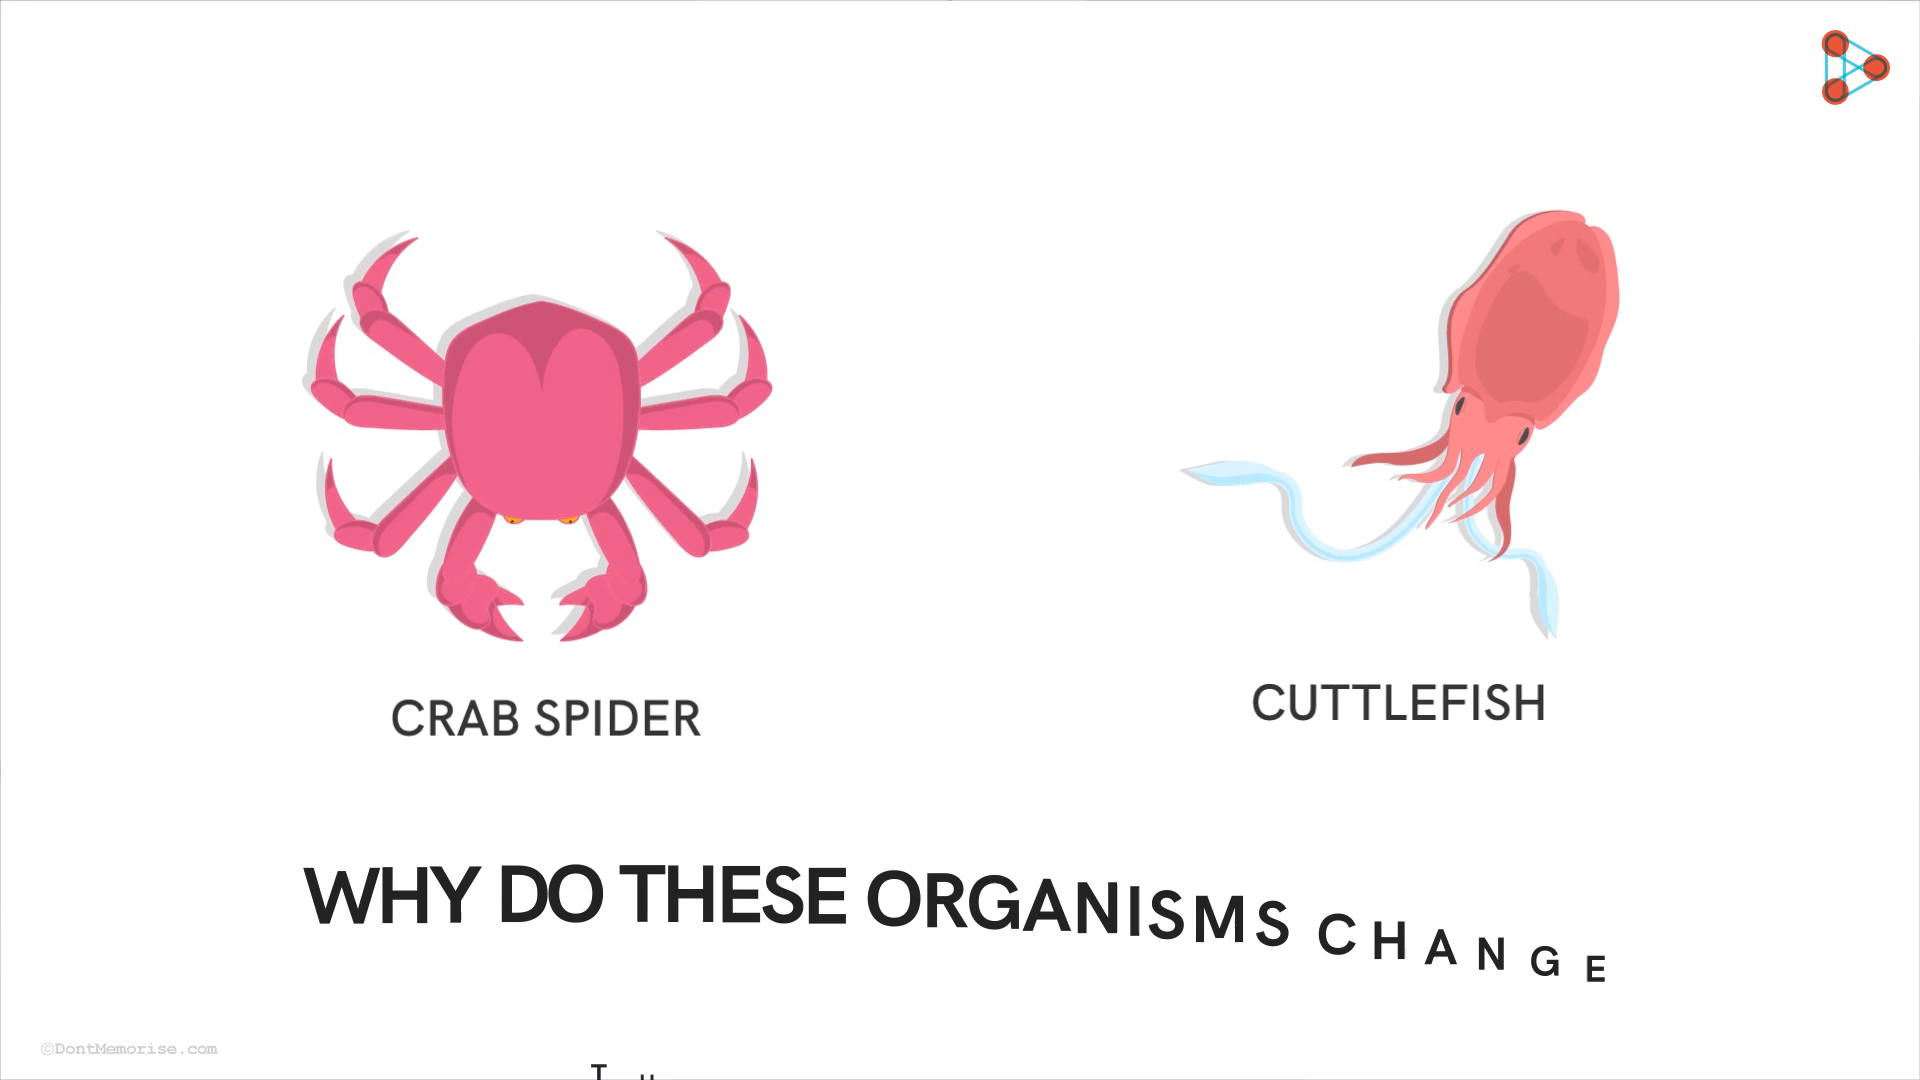 CRAB SPIDER
CUTTLEFISH
WHY DO THESE ORGANISMS CHANGE
©DontMemorise.com